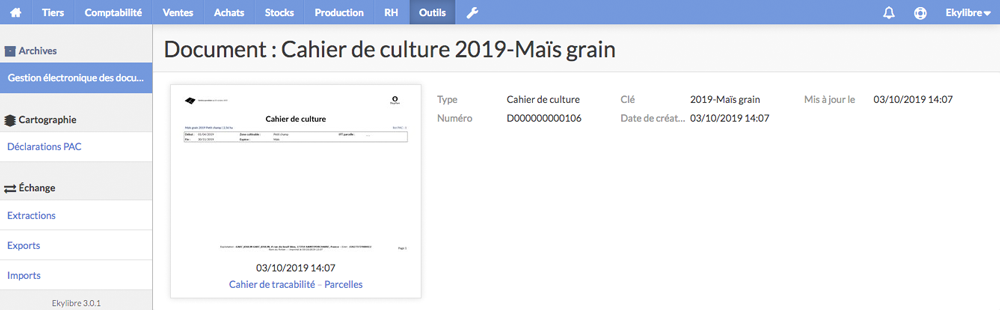 Tiers Comptabilité Ventes Achats Stocks Production RH Outils Ekylibre
Archives
Gestion électronique des docu...
Cartographie
Déclarations PAC
Échange
Extractions
Exports
Imports
Ekylibre 3.0.1
Document : Cahier de culture 2019-Maïs grain
Cahier de culture
03/10/2019 14:07
Cahier de tracabilité – Parcelles
Type Cahier de culture Clé 2019-Maïs grain Mis à jour le 03/10/2019 14:07
Numéro D000000000106 Date de créat... 03/10/2019 14:07